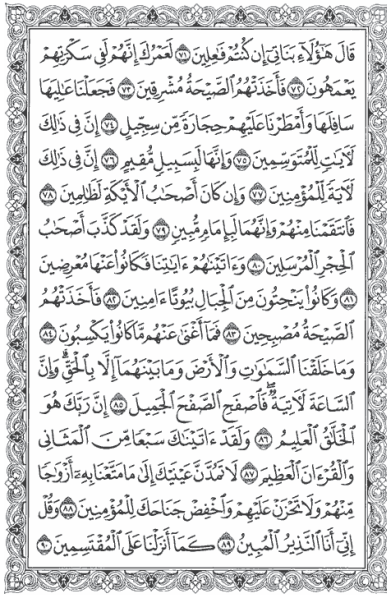 قَالَ هَٰٓؤُلَآءِ بَنَاتِىٓ إِن كُنتُمْ فَٰعِلِينَ ۝٧١ لَعَمْرُكَ إِنَّهُمْ لَفِى سَكْرَتِهِمْ
يَعْمَهُونَ ۝٧٢ فَأَخَذَتْهُمُ ٱلصَّيْحَةُ مُشْرِقِينَ ۝٧٣ فَجَعَلْنَا عَٰلِيَهَا
سَافِلَهَا وَأَمْطَرْنَا عَلَيْهِمْ حِجَارَةً مِّن سِجِّيلٍ ۝٧٤ إِنَّ فِى ذَٰلِكَ
لَءَايَٰتٍ لِّلْمُتَوَسِّمِينَ ۝٧٥ وَإِنَّهَا لَبِسَبِيلٍ مُّقِيمٍ ۝٧٦ إِنَّ فِى ذَٰلِكَ
لَءَايَةً لِّلْمُؤْمِنِينَ ۝٧٧ وَإِن كَانَ أَصْحَٰبُ ٱلْأَيْكَةِ لَظَٰلِمِينَ ۝٧٨
فَٱنتَقَمْنَا مِنْهُمْ وَإِنَّهُمَا لَبِإِمَامٍ مُّبِينٍ ۝٧٩ وَلَقَدْ كَذَّبَ أَصْحَٰبُ
ٱلْحِجْرِ ٱلْمُرْسَلِينَ ۝٨٠ وَءَاتَيْنَٰهُمْ ءَايَٰتِنَا فَكَانُوا۟ عَنْهَا مُعْرِضِينَ
۝٨١ وَكَانُوا۟ يَنْحِتُونَ مِنَ ٱلْجِبَالِ بُيُوتًا ءَامِنِينَ ۝٨٢ فَأَخَذَتْهُمُ
ٱلصَّيْحَةُ مُصْبِحِينَ ۝٨٣ فَمَآ أَغْنَىٰ عَنْهُم مَّا كَانُوا۟ يَكْسِبُونَ ۝٨٤
وَمَا خَلَقْنَا ٱلسَّمَٰوَٰتِ وَٱلْأَرْضَ وَمَا بَيْنَهُمَآ إِلَّا بِٱلْحَقِّ ۗ وَإِنَّ
ٱلسَّاعَةَ لَءَاتِيَةٌ ۖ فَٱصْفَحِ ٱلصَّفْحَ ٱلْجَمِيلَ ۝٨٥ إِنَّ رَبَّكَ هُوَ
ٱلْخَلَّٰقُ ٱلْعَلِيمُ ۝٨٦ وَلَقَدْ ءَاتَيْنَٰكَ سَبْعًا مِّنَ ٱلْمَثَانِى
وَٱلْقُرْءَانَ ٱلْعَظِيمَ ۝٨٧ لَا تَمُدَّنَّ عَيْنَيْكَ إِلَىٰ مَا مَتَّعْنَا بِهِۦٓ أَزْوَٰجًا
مِّنْهُمْ وَلَا تَحْزَنْ عَلَيْهِمْ وَٱخْفِضْ جَنَاحَكَ لِلْمُؤْمِنِينَ ۝٨٨ وَقُلْ
إِنِّىٓ أَنَا ٱلنَّذِيرُ ٱلْمُبِينُ ۝٨٩ كَمَآ أَنزَلْنَا عَلَى ٱلْمُقْتَسِمِينَ ۝٩٠